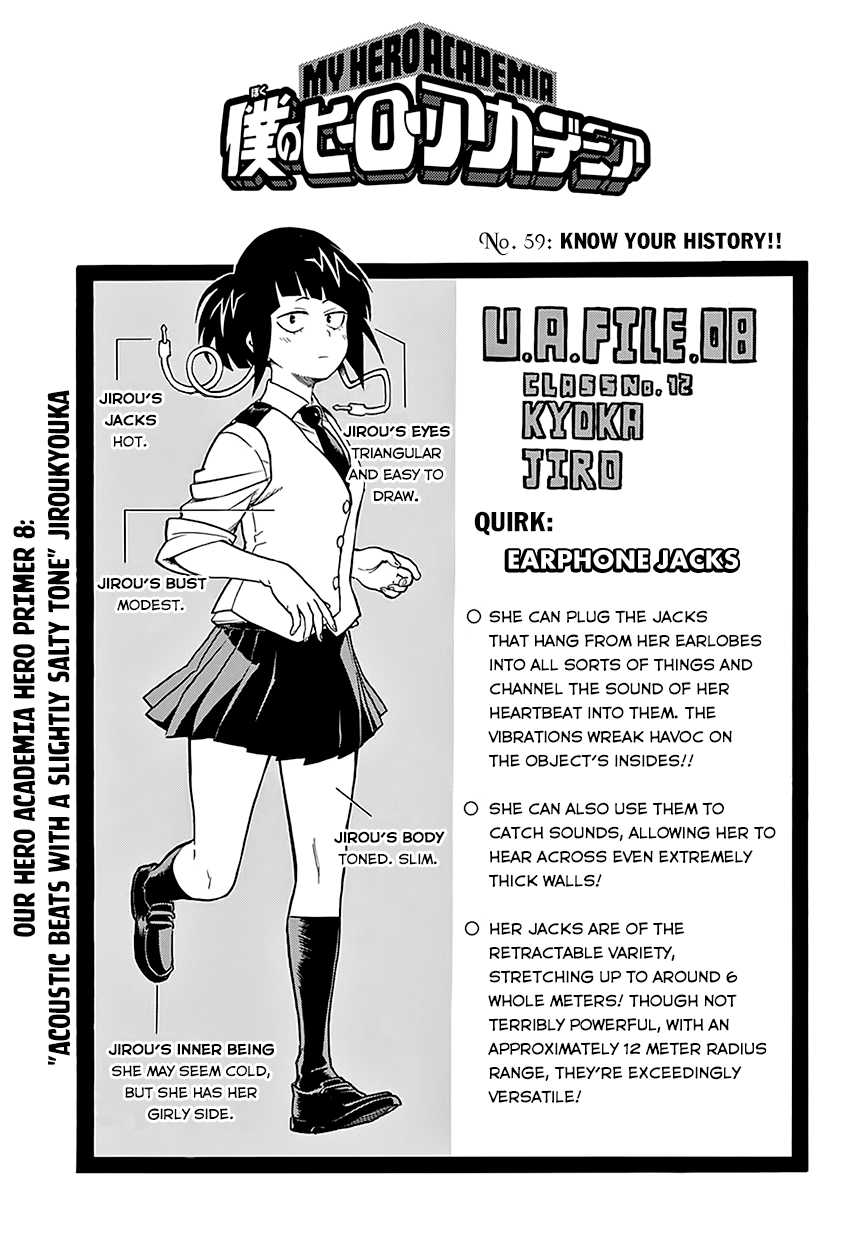 MY HERO ACADEMIA
ぼく
僕のヒーローアカデミア
No. 59: KNOW YOUR HISTORY!!
OUR HERO ACADEMIA HERO PRIMER 8:
"ACOUSTIC BEATS WITH A SLIGHTLY SALTY TONE" JIROUKYOUKA
JIROU'S
JACKS
HOT.
JIROU'S EYES
TRIANGULAR
AND EASY TO
DRAW.
JIROU'S BUST
MODEST.
JIROU'S BODY
TONED. SLIM.
JIROU'S INNER BEING
SHE MAY SEEM COLD,
BUT SHE HAS HER
GIRLY SIDE.
U.A.FILE.08
CLASS No.12
KYOKA
JIRO
QUIRK:
EARPHONE JACKS
○ SHE CAN PLUG THE JACKS
THAT HANG FROM HER EARLOBES
INTO ALL SORTS OF THINGS AND
CHANNEL THE SOUND OF HER
HEARTBEAT INTO THEM. THE
VIBRATIONS WREAK HAVOC ON
THE OBJECT'S INSIDES!!
○ SHE CAN ALSO USE THEM TO
CATCH SOUNDS, ALLOWING HER TO
HEAR ACROSS EVEN EXTREMELY
THICK WALLS!
○ HER JACKS ARE OF THE
RETRACTABLE VARIETY,
STRETCHING UP TO AROUND 6
WHOLE METERS! THOUGH NOT
TERRIBLY POWERFUL, WITH AN
APPROXIMATELY 12 METER RADIUS
RANGE, THEY'RE EXCEEDINGLY
VERSATILE!